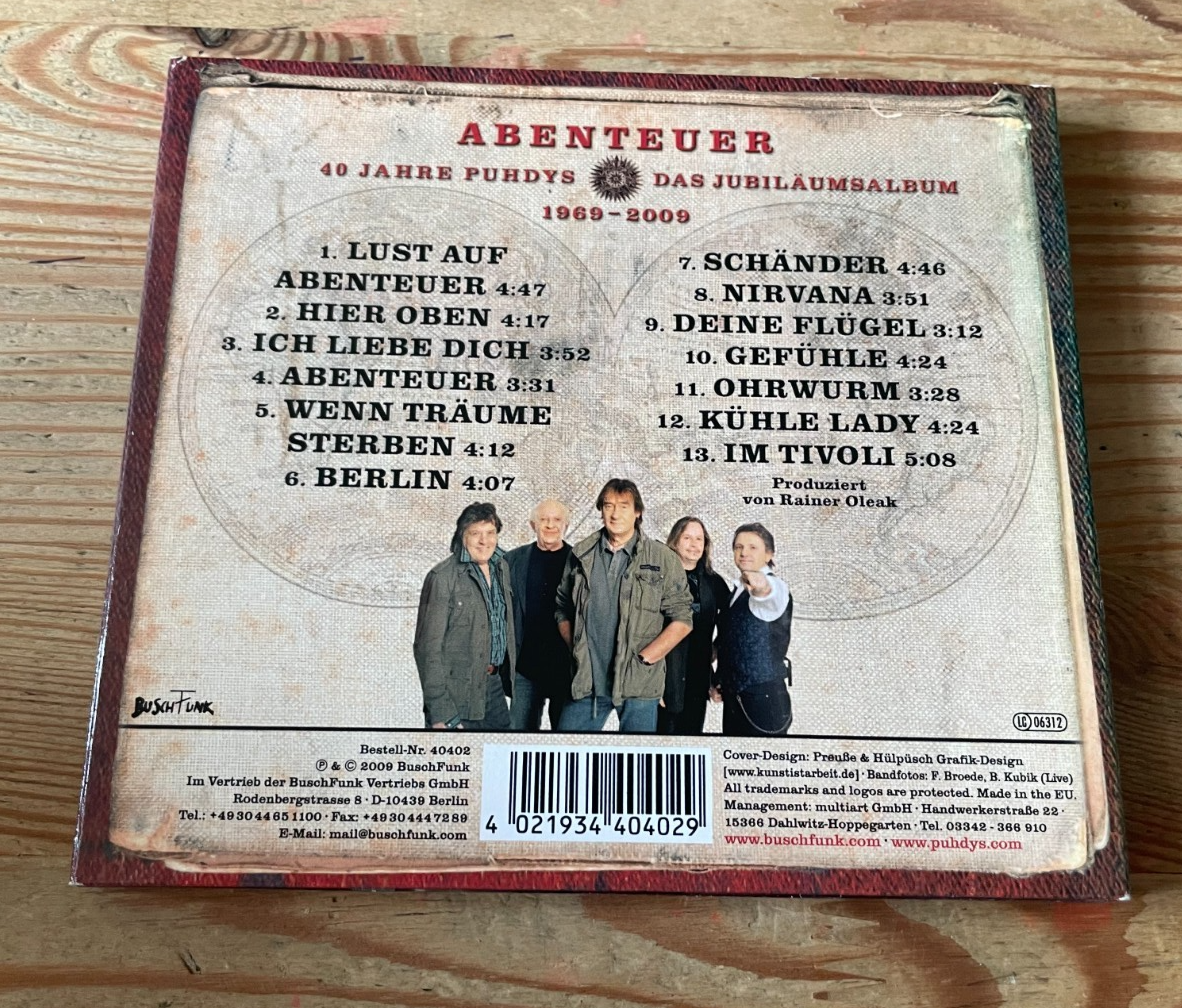 ABENTEUER
40 JAHRE PUHDYS DAS JUBILÄUMSALBUM
1969-2009
1. LUST AUF
ABENTEUER 4:47
2. HIER OBEN 4:17
3. ICH LIEBE DICH 3:52
4. ABENTEUER 3:31
5. WENN TRÄUME
STERBEN 4:12
6. BERLIN 4:07
7. SCHÄNDER 4:46
8. NIRVANA 3:51
9. DEINE FLÜGEL 3:12
10. GEFÜHLE 4:24
11. OHRWURM 3:28
12. KÜHLE LADY 4:24
13. IM TIVOLI 5:08
Produziert
von Rainer Oleak
BUSCHFUNK
LC 06312
Bestell-Nr. 40402
℗ & © 2009 BuschFunk
Im Vertrieb der BuschFunk Vertriebs GmbH
Rodenbergstrasse 8 · D-10439 Berlin
Tel.: +493044651100 · Fax: +49304447289
E-Mail: mail@buschfunk.com
4 021934 404029
Cover-Design: Preuße & Hülpüsch Grafik-Design
[www.kunstistarbeit.de] · Bandfotos: F. Broede, B. Kubik (Live)
All trademarks and logos are protected. Made in the EU.
Management: multiart GmbH · Handwerkerstraße 22 ·
15366 Dahlwitz-Hoppegarten · Tel. 03342 - 366 910
www.buschfunk.com · www.puhdys.com